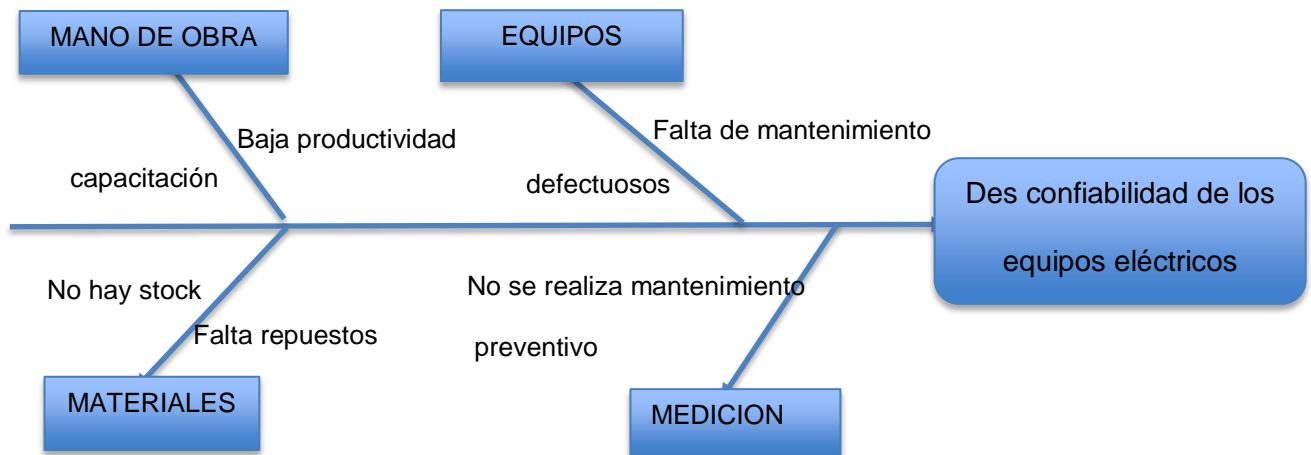 MANO DE OBRA
EQUIPOS
Baja productividad
Falta de mantenimiento
capacitación
defectuosos
Des confiabilidad de los
equipos eléctricos
No hay stock
No se realiza mantenimiento
Falta repuestos
preventivo
MATERIALES
MEDICION